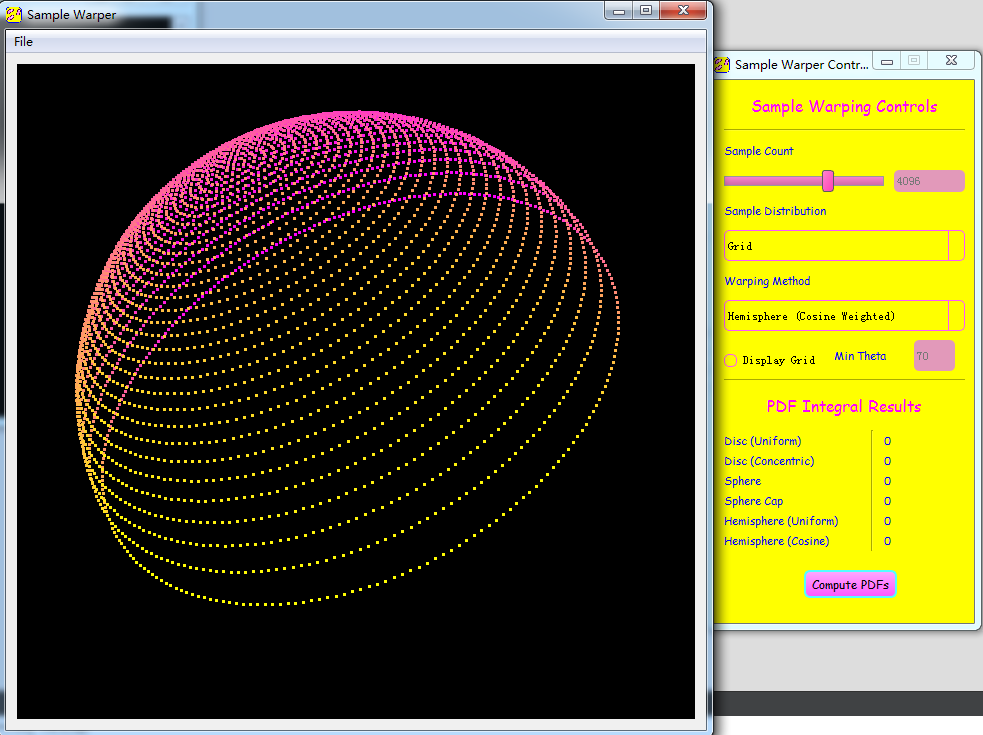 Sample Warper
File
Sample Warper Contr...
Sample Warping Controls
Sample Count
4096
Sample Distribution
Grid
Warping Method
Hemisphere (Cosine Weighted)
Display Grid Min Theta 70
PDF Integral Results
Disc (Uniform) 0
Disc (Concentric) 0
Sphere 0
Sphere Cap 0
Hemisphere (Uniform) 0
Hemisphere (Cosine) 0
Compute PDFs